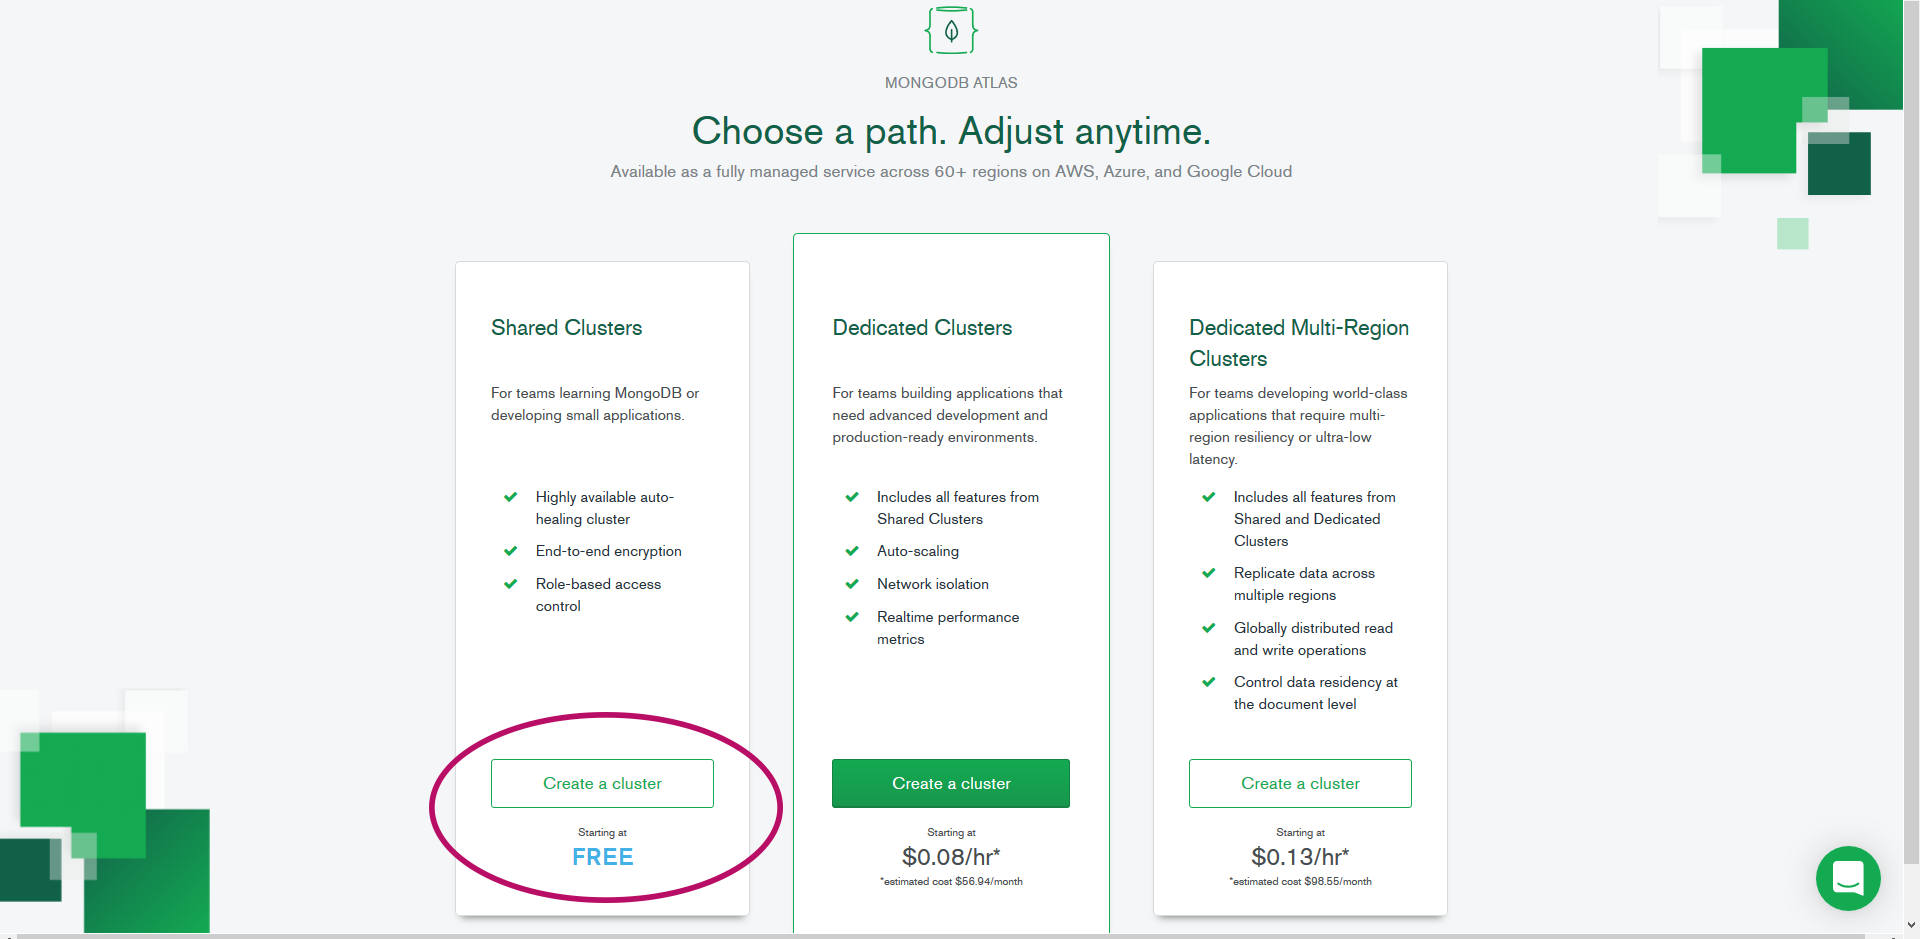 MONGODB ATLAS
Choose a path. Adjust anytime.
Available as a fully managed service across 60+ regions on AWS, Azure, and Google Cloud
Shared Clusters
For teams learning MongoDB or
developing small applications.
Highly available auto-
healing cluster
End-to-end encryption
Role-based access
control
Create a cluster
Starting at
FREE
Dedicated Clusters
For teams building applications that
need advanced development and
production-ready environments.
Includes all features from
Shared Clusters
Auto-scaling
Network isolation
Realtime performance
metrics
Create a cluster
Starting at
$0.08/hr*
*estimated cost $56.94/month
Dedicated Multi-Region
Clusters
For teams developing world-class
applications that require multi-
region resiliency or ultra-low
latency.
Includes all features from
Shared and Dedicated
Clusters
Replicate data across
multiple regions
Globally distributed read
and write operations
Control data residency at
the document level
Create a cluster
Starting at
$0.13/hr*
*estimated cost $98.55/month